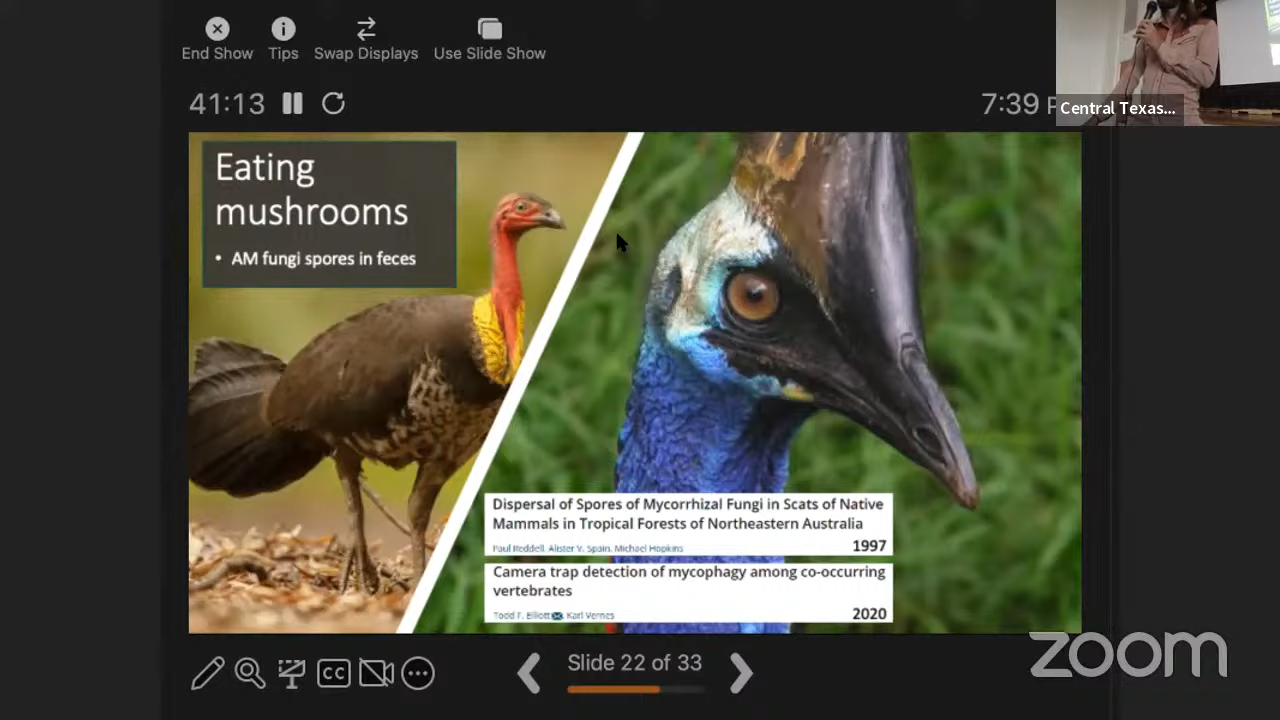 End Show
Tips
Swap Displays
Use Slide Show
41:13
7:39 P
Central Texas...
Eating
mushrooms
• AM fungi spores in feces
Dispersal of Spores of Mycorrhizal Fungi in Scats of Native
Mammals in Tropical Forests of Northeastern Australia
Paul Reddell, Alister V. Spain, Michael Hopkins
1997
Camera trap detection of mycophagy among co-occurring
vertebrates
Todd F. Elliott Karl Vernes
2020
CC
Slide 22 of 33
zoom